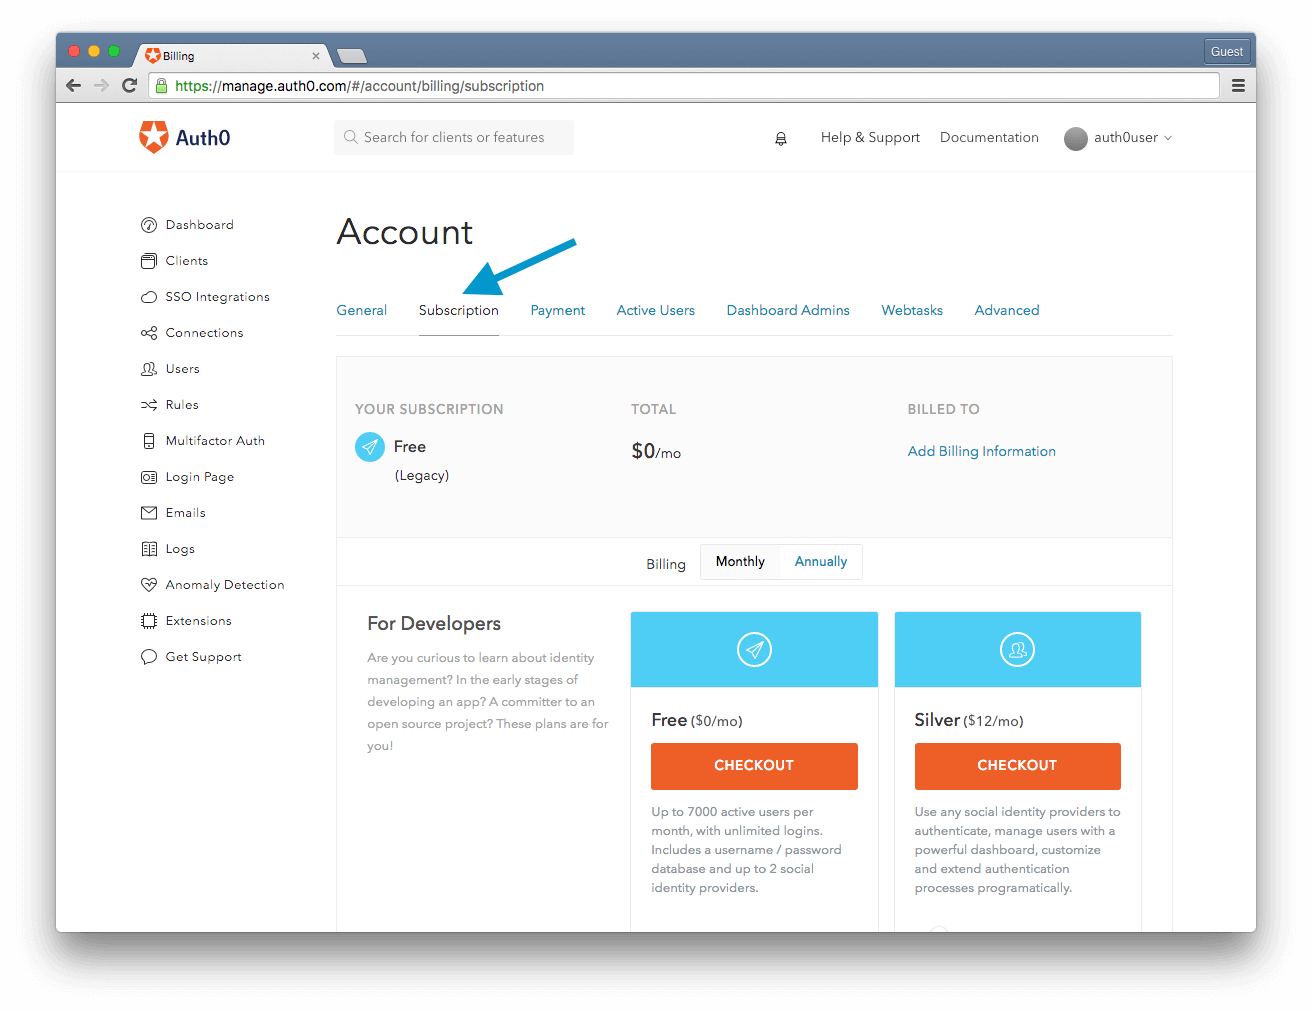 Billing
Guest
https://manage.auth0.com/#/account/billing/subscription
Auth0
Search for clients or features
Help & Support
Documentation
auth0user
Dashboard
Clients
SSO Integrations
Connections
Users
Rules
Multifactor Auth
Login Page
Emails
Logs
Anomaly Detection
Extensions
Get Support
Account
General
Subscription
Payment
Active Users
Dashboard Admins
Webtasks
Advanced
YOUR SUBSCRIPTION
Free
(Legacy)
TOTAL
$0/mo
BILLED TO
Add Billing Information
Billing
Monthly
Annually
For Developers
Are you curious to learn about identity
management? In the early stages of
developing an app? A committer to an
open source project? These plans are for
you!
Free ($0/mo)
CHECKOUT
Up to 7000 active users per
month, with unlimited logins.
Includes a username / password
database and up to 2 social
identity providers.
Silver ($12/mo)
CHECKOUT
Use any social identity providers to
authenticate, manage users with a
powerful dashboard, customize
and extend authentication
processes programatically.